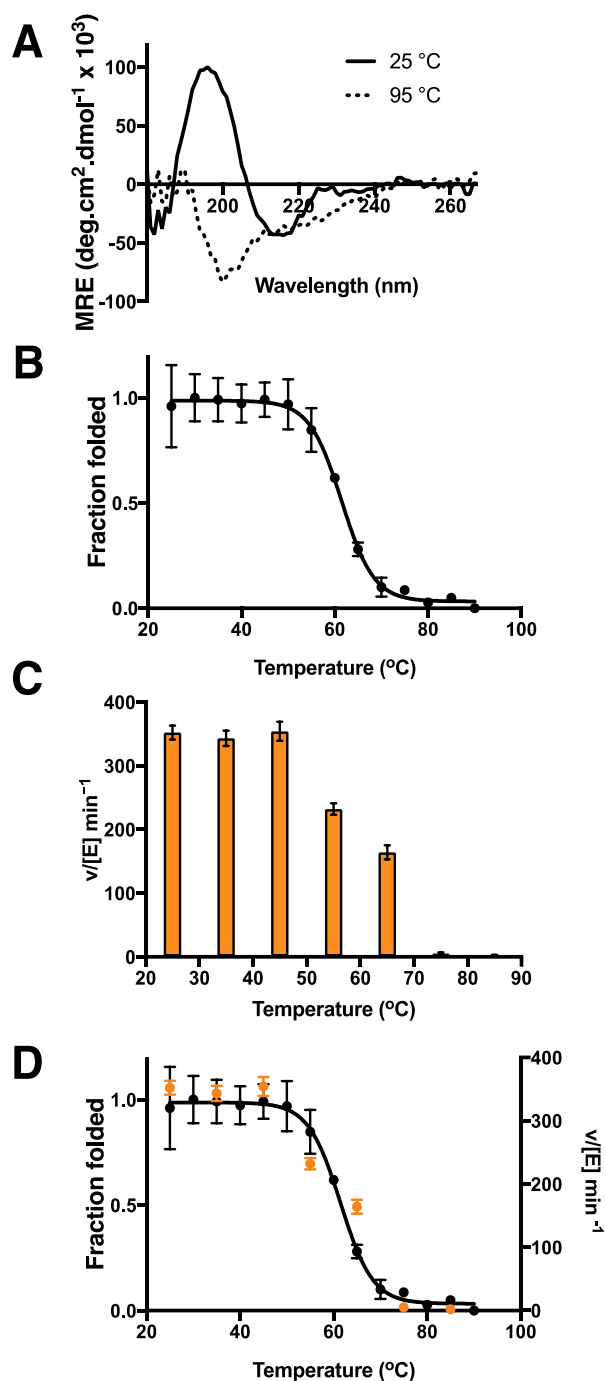 A
MRE (deg.cm².dmol⁻¹ x 10³)
100
50
0
-50
-100
200
220
240
260
Wavelength (nm)
25 °C
95 °C
B
Fraction folded
1.0
0.5
0.0
20
40
60
80
100
Temperature (ºC)
C
v/[E] min⁻¹
400
300
200
100
0
20
30
40
50
60
70
80
90
Temperature (ºC)
D
Fraction folded
1.0
0.5
0.0
20
40
60
80
100
Temperature (ºC)
400
300
200
100
0
v/[E] min⁻¹